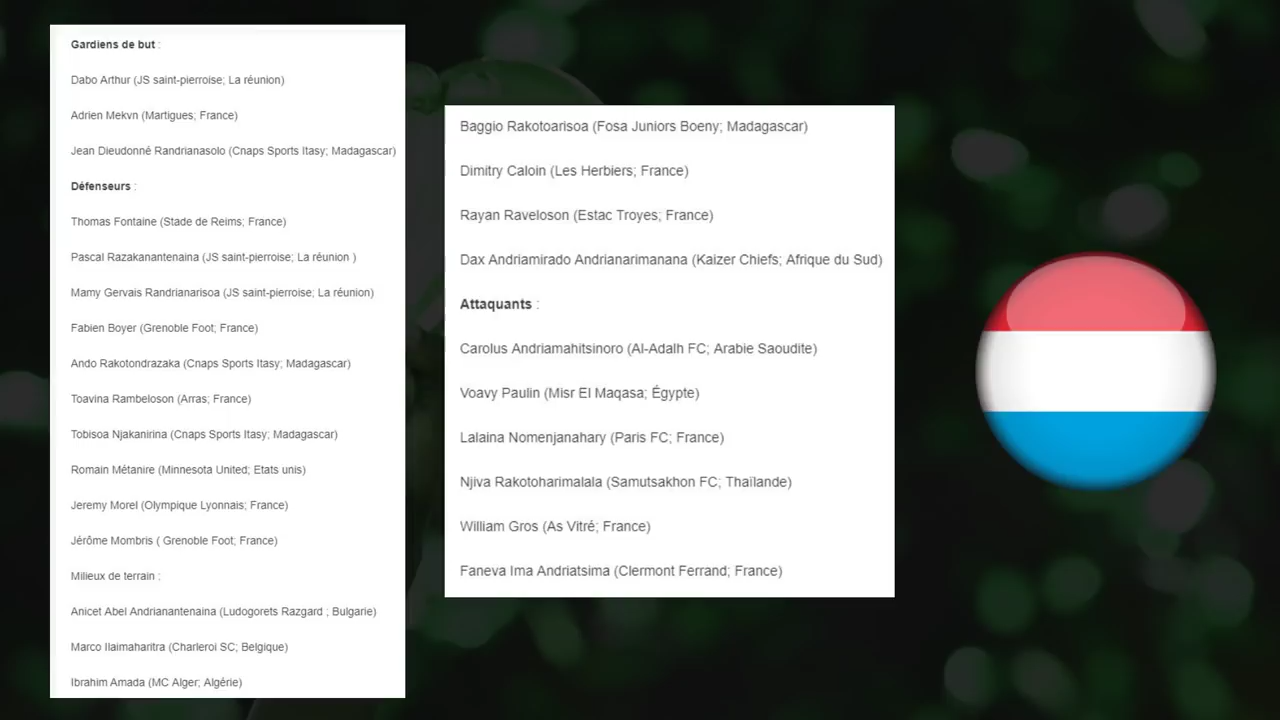 Gardiens de but :
Dabo Arthur (JS saint-pierroise; La réunion)
Adrien Mekvn (Martigues; France)
Jean Dieudonné Randrianasolo (Cnaps Sports Itasy; Madagascar)
Défenseurs :
Thomas Fontaine (Stade de Reims; France)
Pascal Razakanantenaina (JS saint-pierroise; La réunion )
Mamy Gervais Randrianarisoa (JS saint-pierroise; La réunion)
Fabien Boyer (Grenoble Foot; France)
Ando Rakotondrazaka (Cnaps Sports Itasy; Madagascar)
Toavina Rambeloson (Arras; France)
Tobisoa Njakanirina (Cnaps Sports Itasy; Madagascar)
Romain Métanire (Minnesota United; Etats unis)
Jeremy Morel (Olympique Lyonnais; France)
Jérôme Mombris ( Grenoble Foot; France)
Milieux de terrain :
Anicet Abel Andrianantenaina (Ludogorets Razgard ; Bulgarie)
Marco Ilaimaharitra (Charleroi SC; Belgique)
Ibrahim Amada (MC Alger; Algérie)
Baggio Rakotoarisoa (Fosa Juniors Boeny; Madagascar)
Dimitry Caloin (Les Herbiers; France)
Rayan Raveloson (Estac Troyes; France)
Dax Andriamirado Andrianarimanana (Kaizer Chiefs; Afrique du Sud)
Attaquants :
Carolus Andriamahitsinoro (Al-Adalh FC; Arabie Saoudite)
Voavy Paulin (Misr El Maqasa; Égypte)
Lalaina Nomenjanahary (Paris FC; France)
Njiva Rakotoharimalala (Samutsakhon FC; Thaïlande)
William Gros (As Vitré; France)
Faneva Ima Andriatsima (Clermont Ferrand; France)